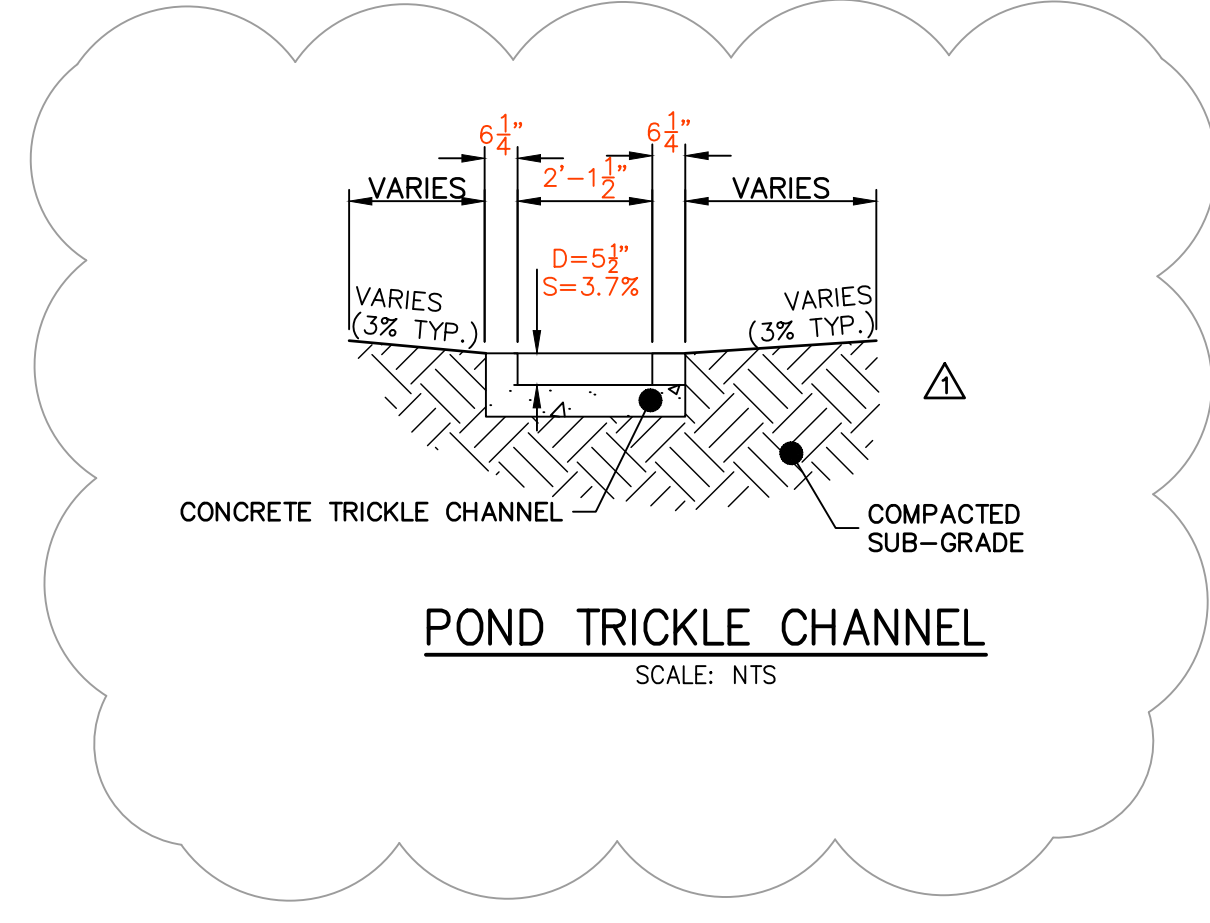 6 1/4" 6 1/4"
2'-1 1/2"
VARIES VARIES
D=5 1/2"
S=3.7%
VARIES
(3% TYP.)
VARIES
(3% TYP.)
1
CONCRETE TRICKLE CHANNEL
COMPACTED
SUB-GRADE
POND TRICKLE CHANNEL
SCALE: NTS